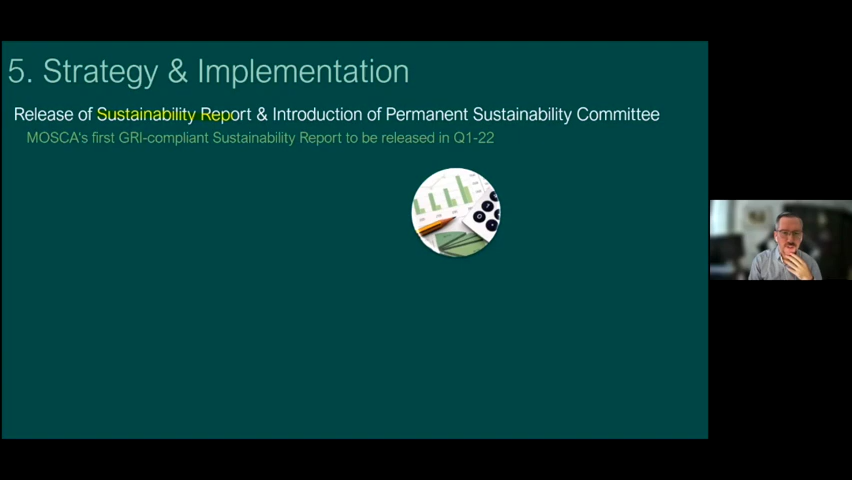 5. Strategy & Implementation
Release of Sustainability Report & Introduction of Permanent Sustainability Committee
MOSCA's first GRI-compliant Sustainability Report to be released in Q1-22